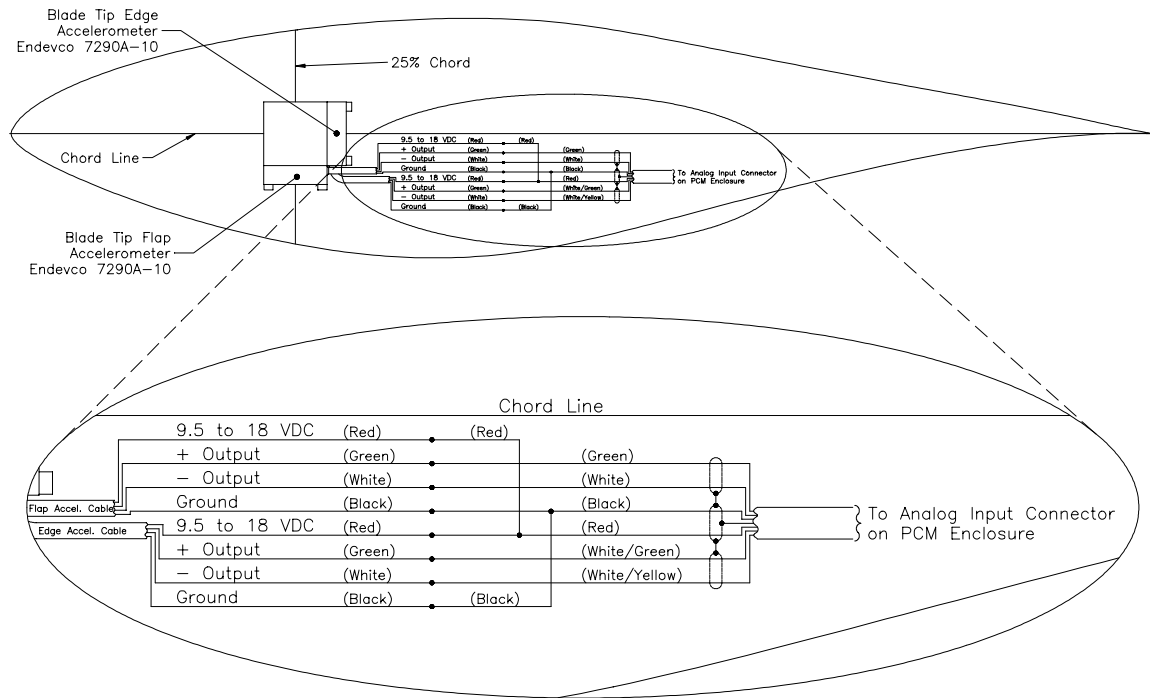 Blade Tip Edge
Accelerometer
Endevco 7290A-10
25% Chord
Chord Line
9.5 to 18 VDC (Red) (Red)
+ Output (Green) (Green)
- Output (White) (White)
Ground (Black) (Black)
9.5 to 18 VDC (Red) (Red)
+ Output (Green) (White/Green)
- Output (White) (White/Yellow)
Ground (Black) (Black)
To Analog Input Connector
on PCM Enclosure
Blade Tip Flap
Accelerometer
Endevco 7290A-10
Chord Line
9.5 to 18 VDC (Red) (Red)
+ Output (Green) (Green)
- Output (White) (White)
Ground (Black) (Black)
Flap Accel. Cable
9.5 to 18 VDC (Red) (Red)
Edge Accel. Cable
+ Output (Green) (White/Green)
- Output (White) (White/Yellow)
Ground (Black) (Black)
To Analog Input Connector
on PCM Enclosure